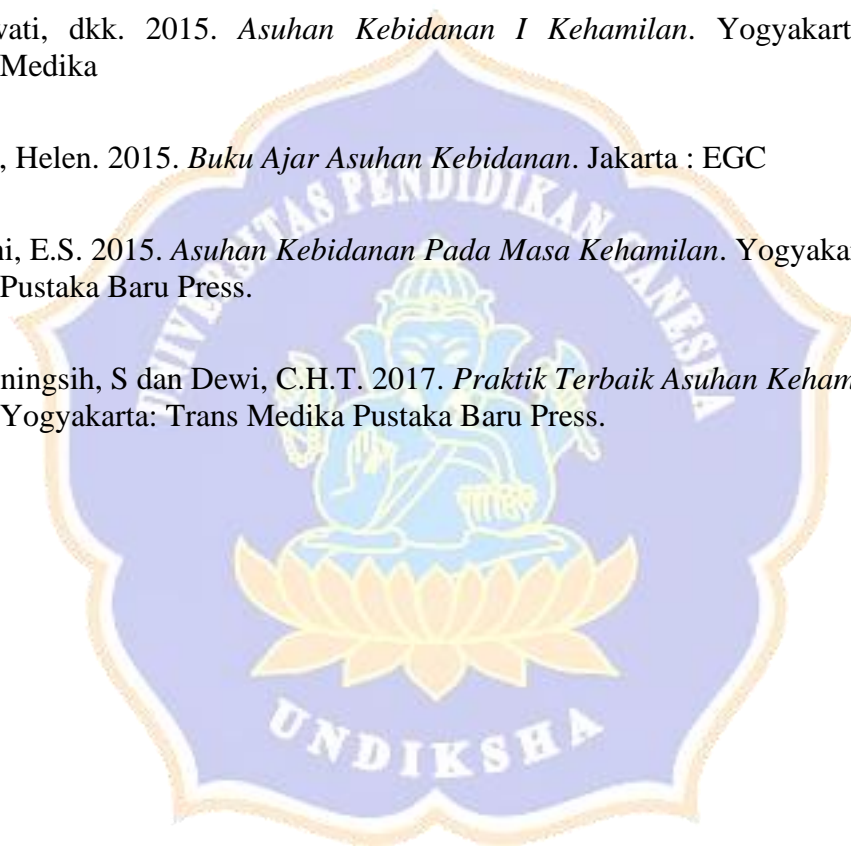 vati, dkk. 2015. Asuhan Kebidanan I Kehamilan. Yogyakart
Medika
, Helen. 2015. Buku Ajar Asuhan Kebidanan. Jakarta : EGC
ni, E.S. 2015. Asuhan Kebidanan Pada Masa Kehamilan. Yogyaka
Pustaka Baru Press.
ningsih, S dan Dewi, C.H.T. 2017. Praktik Terbaik Asuhan Keham
Yogyakarta: Trans Medika Pustaka Baru Press.
UNIVERSITAS PENDIDIKAN GANESHA
UNDIKSHA